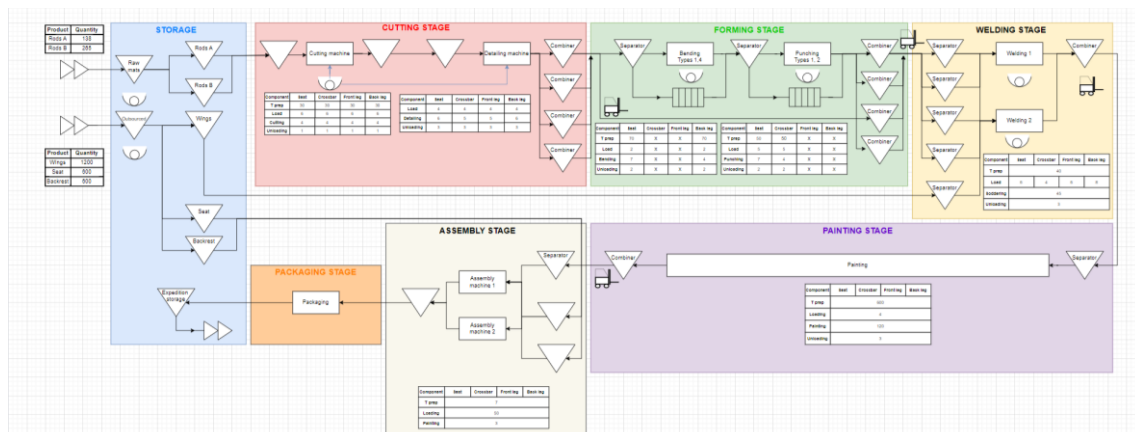 Product Quantity
Rods A 138
Rods B 288
Product Quantity
Wings 1200
Seat 600
Backrest 600
STORAGE
Raw mats
Rods A
Rods B
Outsourced
Wings
Seat
Backrest
Expedition storage
CUTTING STAGE
Cutting machine
Detailing machine
Combiner
Combiner
Combiner
Combiner
Component Seat Crossbar Front leg Back leg
T prep
Load
Cutting
Unloading 1 1 1 1
Component Seat Crossbar Front leg Back leg
Load
Detailing
Unloading
FORMING STAGE
Separator
Bending Types 1,4
Separator
Punching Types 1, 2
Combiner
Combiner
Combiner
Combiner
Component Seat Crossbar Front leg Back leg
T prep
Load
Bending
Unloading
Component Seat Crossbar Front leg Back leg
T prep
Load
Punching
Unloading
WELDING STAGE
Separator
Separator
Separator
Separator
Separator
Welding 1
Welding 2
Combiner
Component Seat Crossbar Front leg Back leg
T prep
Load
Soldering
Unloading
ASSEMBLY STAGE
Separator
Assembly machine 1
Assembly machine 2
Component Seat Crossbar Front leg Back leg
T prep
Loading
Painting
PACKAGING STAGE
Packaging
PAINTING STAGE
Combiner
Painting
Separator
Component Seat Crossbar Front leg Back leg
T prep
Loading
Painting
Unloading